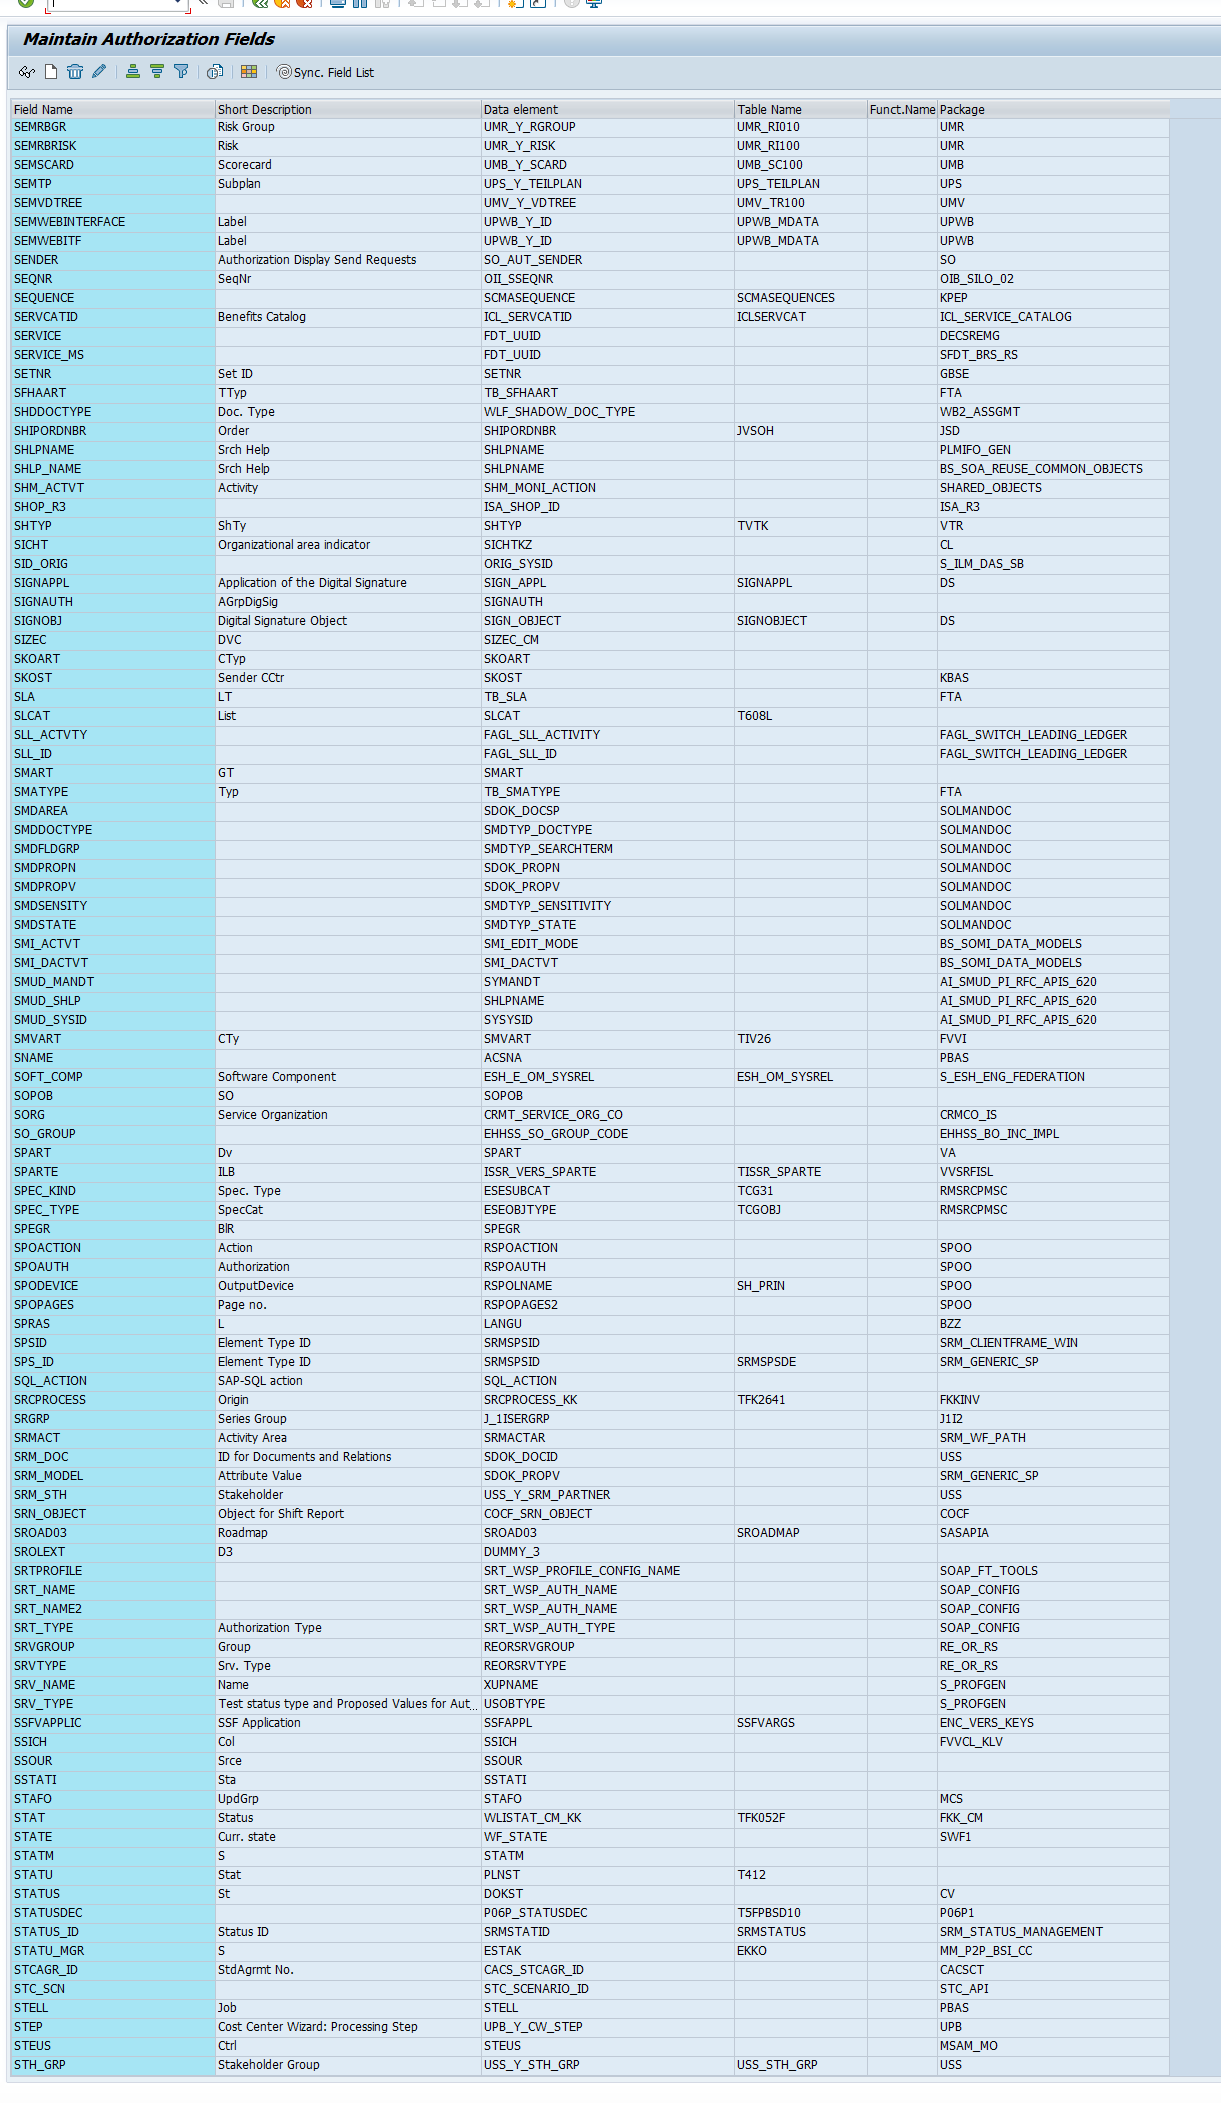 Maintain Authorization Fields
Sync. Field List
Field Name Short Description Data element Table Name Funct.Name Package
SEMRBGR Risk Group UMR_Y_RGROUP UMR_RI010 UMR
SEMRBRISK Risk UMR_Y_RISK UMR_RI100 UMR
SEMSCARD Scorecard UMB_Y_SCARD UMB_SC100 UMB
SEMTP Subplan UPS_Y_TEILPLAN UPS_TEILPLAN UPS
SEMVDTREE UMV_Y_VDTREE UMV_TR100 UMV
SEMWEBINTERFACE Label UPWB_Y_ID UPWB_MDATA UPWB
SEMWEBITF Label UPWB_Y_ID UPWB_MDATA UPWB
SENDER Authorization Display Send Requests SO_AUT_SENDER SO
SEQNR SeqNr OII_SSEQNR OIB_SILO_02
SEQUENCE SCMASEQUENCE SCMASEQUENCES KPEP
SERVCATID Benefits Catalog ICL_SERVCATID ICLSERVCAT ICL_SERVICE_CATALOG
SERVICE FDT_UUID DECSREMG
SERVICE_MS FDT_UUID SFDT_BRS_RS
SETNR Set ID SETNR GBSE
SFHAART TTyp TB_SFHAART FTA
SHDDOCTYPE Doc. Type WLF_SHADOW_DOC_TYPE WB2_ASSGMT
SHIPORDNBR Order SHIPORDNBR JVSOH JSD
SHLPNAME Srch Help SHLPNAME PLMIFO_GEN
SHLP_NAME Srch Help SHLPNAME BS_SOA_REUSE_COMMON_OBJECTS
SHM_ACTVT Activity SHM_MONI_ACTION SHARED_OBJECTS
SHOP_R3 ISA_SHOP_ID ISA_R3
SHTYP ShTy SHTYP TVTK VTR
SICHT Organizational area indicator SICHTKZ CL
SID_ORIG ORIG_SYSID S_ILM_DAS_SB
SIGNAPPL Application of the Digital Signature SIGN_APPL SIGNAPPL DS
SIGNAUTH AGrpDigSig SIGNAUTH
SIGNOBJ Digital Signature Object SIGN_OBJECT SIGNOBJECT DS
SIZEC DVC SIZEC_CM
SKOART CTyp SKOART
SKOST Sender CCtr SKOST KBAS
SLA LT TB_SLA FTA
SLCAT List SLCAT T608L
SLL_ACTVTY FAGL_SLL_ACTIVITY FAGL_SWITCH_LEADING_LEDGER
SLL_ID FAGL_SLL_ID FAGL_SWITCH_LEADING_LEDGER
SMART GT SMART
SMATYPE Typ TB_SMATYPE FTA
SMDAREA SDOK_DOCSP SOLMANDOC
SMDDOCTYPE SMDTYP_DOCTYPE SOLMANDOC
SMDFLDGRP SMDTYP_SEARCHTERM SOLMANDOC
SMDPROPN SDOK_PROPN SOLMANDOC
SMDPROPV SDOK_PROPV SOLMANDOC
SMDSENSITY SMDTYP_SENSITIVITY SOLMANDOC
SMDSTATE SMDTYP_STATE SOLMANDOC
SMI_ACTVT SMI_EDIT_MODE BS_SOMI_DATA_MODELS
SMI_DACTVT SMI_DACTVT BS_SOMI_DATA_MODELS
SMUD_MANDT SYMANDT AI_SMUD_PI_RFC_APIS_620
SMUD_SHLP SHLPNAME AI_SMUD_PI_RFC_APIS_620
SMUD_SYSID SYSYSID AI_SMUD_PI_RFC_APIS_620
SMVART CTy SMVART TIV26 FVVI
SNAME ACSNA PBAS
SOFT_COMP Software Component ESH_E_OM_SYSREL ESH_OM_SYSREL S_ESH_ENG_FEDERATION
SOPOB SO SOPOB
SORG Service Organization CRMT_SERVICE_ORG_CO CRMCO_IS
SO_GROUP EHHSS_SO_GROUP_CODE EHHSS_BO_INC_IMPL
SPART Dv SPART VA
SPARTE ILB ISSR_VERS_SPARTE TISSR_SPARTE VVSRFISL
SPEC_KIND Spec. Type ESESUBCAT TCG31 RMSRCPMSC
SPEC_TYPE SpecCat ESEOBJTYPE TCGOBJ RMSRCPMSC
SPEGR BlR SPEGR
SPOACTION Action RSPOACTION SPOO
SPOAUTH Authorization RSPOAUTH SPOO
SPODEVICE OutputDevice RSPOLNAME SH_PRIN SPOO
SPOPAGES Page no. RSPOPAGES2 SPOO
SPRAS L LANGU BZZ
SPSID Element Type ID SRMSPSID SRM_CLIENTFRAME_WIN
SPS_ID Element Type ID SRMSPSID SRMSPSDE SRM_GENERIC_SP
SQL_ACTION SAP-SQL action SQL_ACTION
SRCPROCESS Origin SRCPROCESS_KK TFK2641 FKKINV
SRGRP Series Group J_1ISERGRP J1I2
SRMACT Activity Area SRMACTAR SRM_WF_PATH
SRM_DOC ID for Documents and Relations SDOK_DOCID USS
SRM_MODEL Attribute Value SDOK_PROPV SRM_GENERIC_SP
SRM_STH Stakeholder USS_Y_SRM_PARTNER USS
SRN_OBJECT Object for Shift Report COCF_SRN_OBJECT COCF
SROAD03 Roadmap SROAD03 SROADMAP SASAPIA
SROLEXT D3 DUMMY_3
SRTPROFILE SRT_WSP_PROFILE_CONFIG_NAME SOAP_FT_TOOLS
SRT_NAME SRT_WSP_AUTH_NAME SOAP_CONFIG
SRT_NAME2 SRT_WSP_AUTH_NAME SOAP_CONFIG
SRT_TYPE Authorization Type SRT_WSP_AUTH_TYPE SOAP_CONFIG
SRVGROUP Group REORSRVGROUP RE_OR_RS
SRVTYPE Srv. Type REORSRVTYPE RE_OR_RS
SRV_NAME Name XUPNAME S_PROFGEN
SRV_TYPE Test status type and Proposed Values for Aut... USOBTYPE S_PROFGEN
SSFVAPPLIC SSF Application SSFAPPL SSFVARGS ENC_VERS_KEYS
SSICH Col SSICH FVVCL_KLV
SSOUR Srce SSOUR
SSTATI Sta SSTATI
STAFO UpdGrp STAFO MCS
STAT Status WLISTAT_CM_KK TFK052F FKK_CM
STATE Curr. state WF_STATE SWF1
STATM S STATM
STATU Stat PLNST T412
STATUS St DOKST CV
STATUSDEC P06P_STATUSDEC T5FPBSD10 P06P1
STATUS_ID Status ID SRMSTATID SRMSTATUS SRM_STATUS_MANAGEMENT
STATU_MGR S ESTAK EKKO MM_P2P_BSI_CC
STCAGR_ID StdAgrmt No. CACS_STCAGR_ID CACSCT
STC_SCN STC_SCENARIO_ID STC_API
STELL Job STELL PBAS
STEP Cost Center Wizard: Processing Step UPB_Y_CW_STEP UPB
STEUS Ctrl STEUS MSAM_MO
STH_GRP Stakeholder Group USS_Y_STH_GRP USS_STH_GRP USS